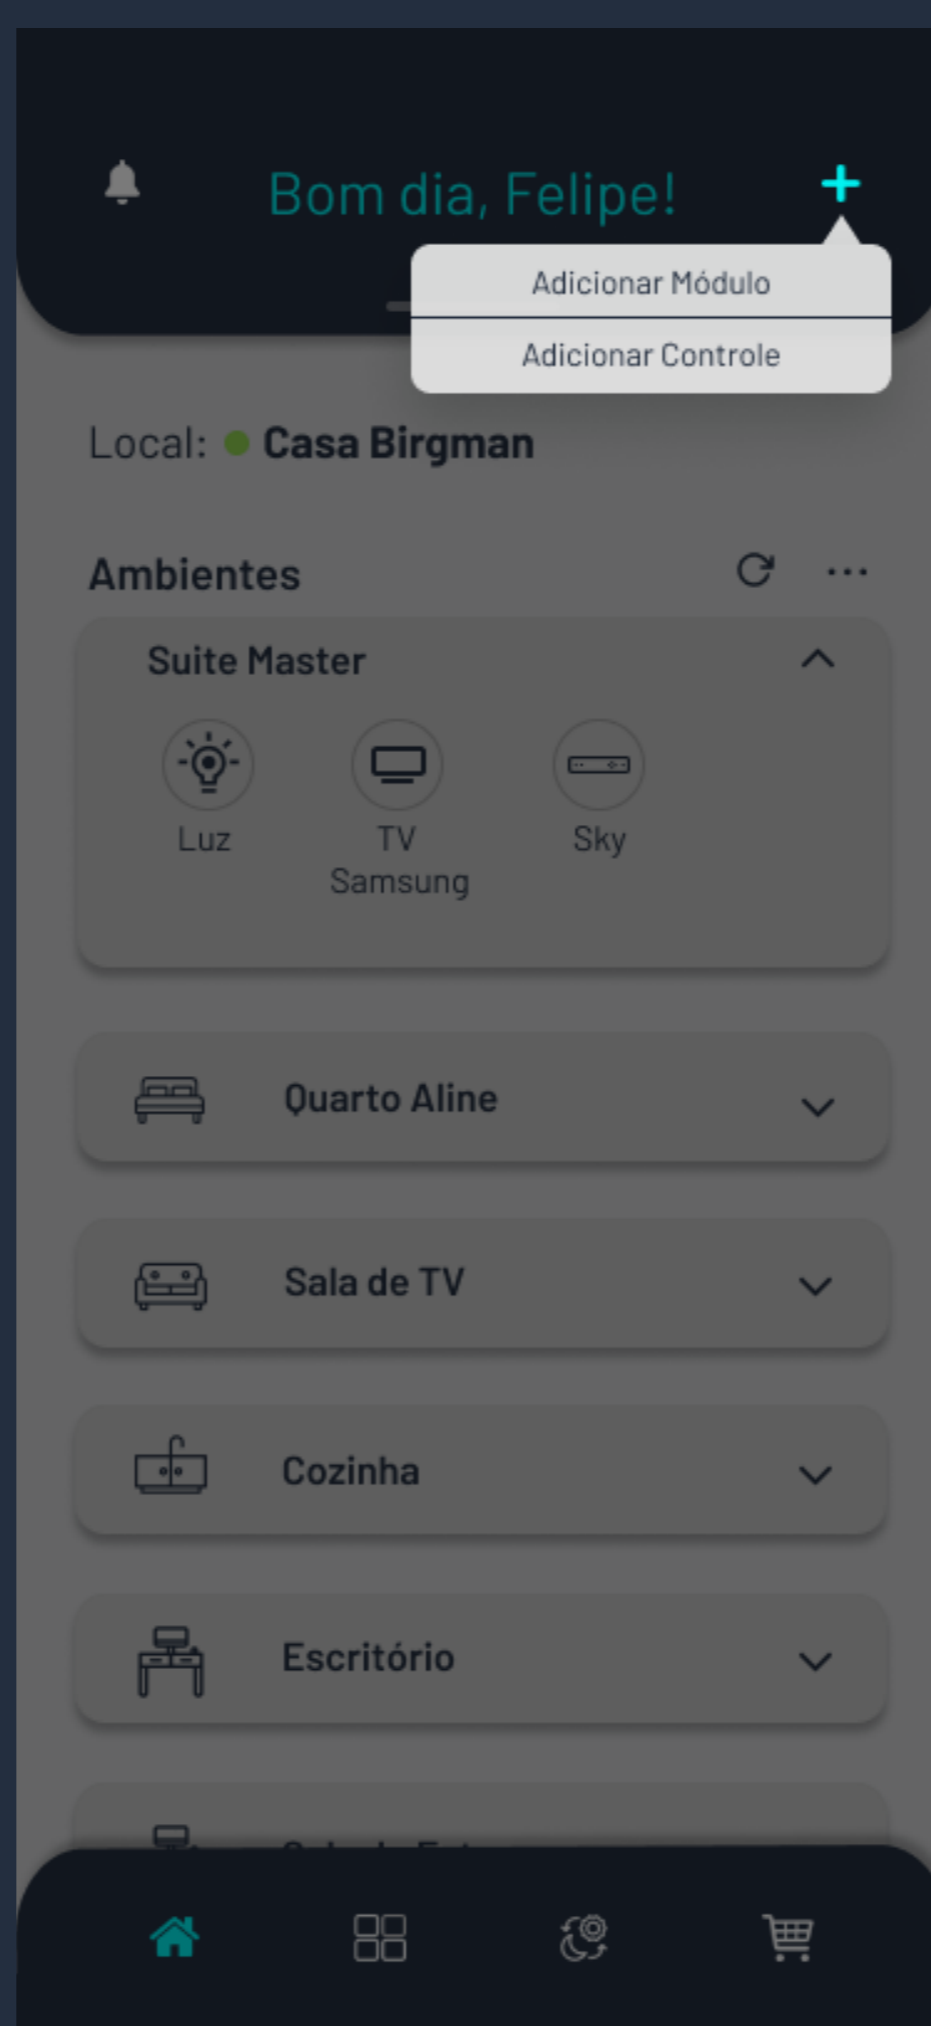 Bom dia, Felipe!
Adicionar Módulo
Adicionar Controle
Local: Casa Birgman
Ambientes
Suite Master
Luz
TV
Samsung
Sky
Quarto Aline
Sala de TV
Cozinha
Escritório